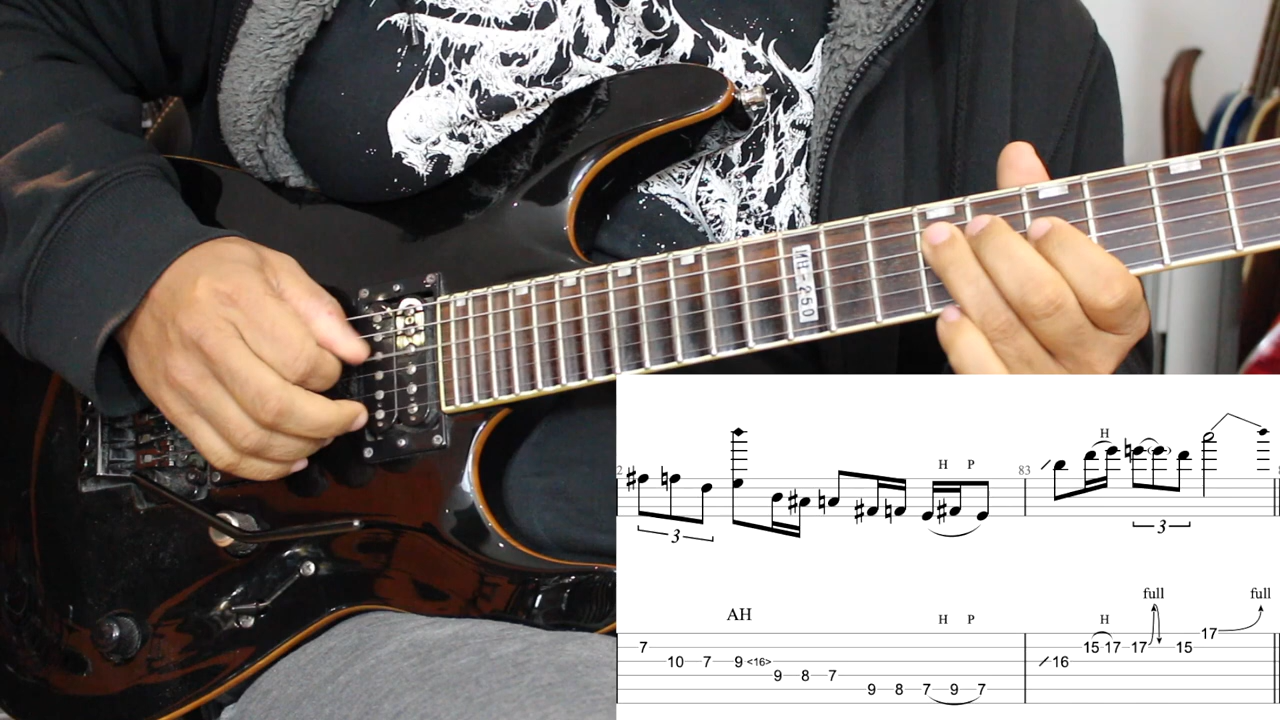 MH-250
H
H P
2
83
3
3
full
full
AH
H P
H
17
7
15 17 17 15
10 7 9 <16>
16
9 8 7
9 8 7 9 7